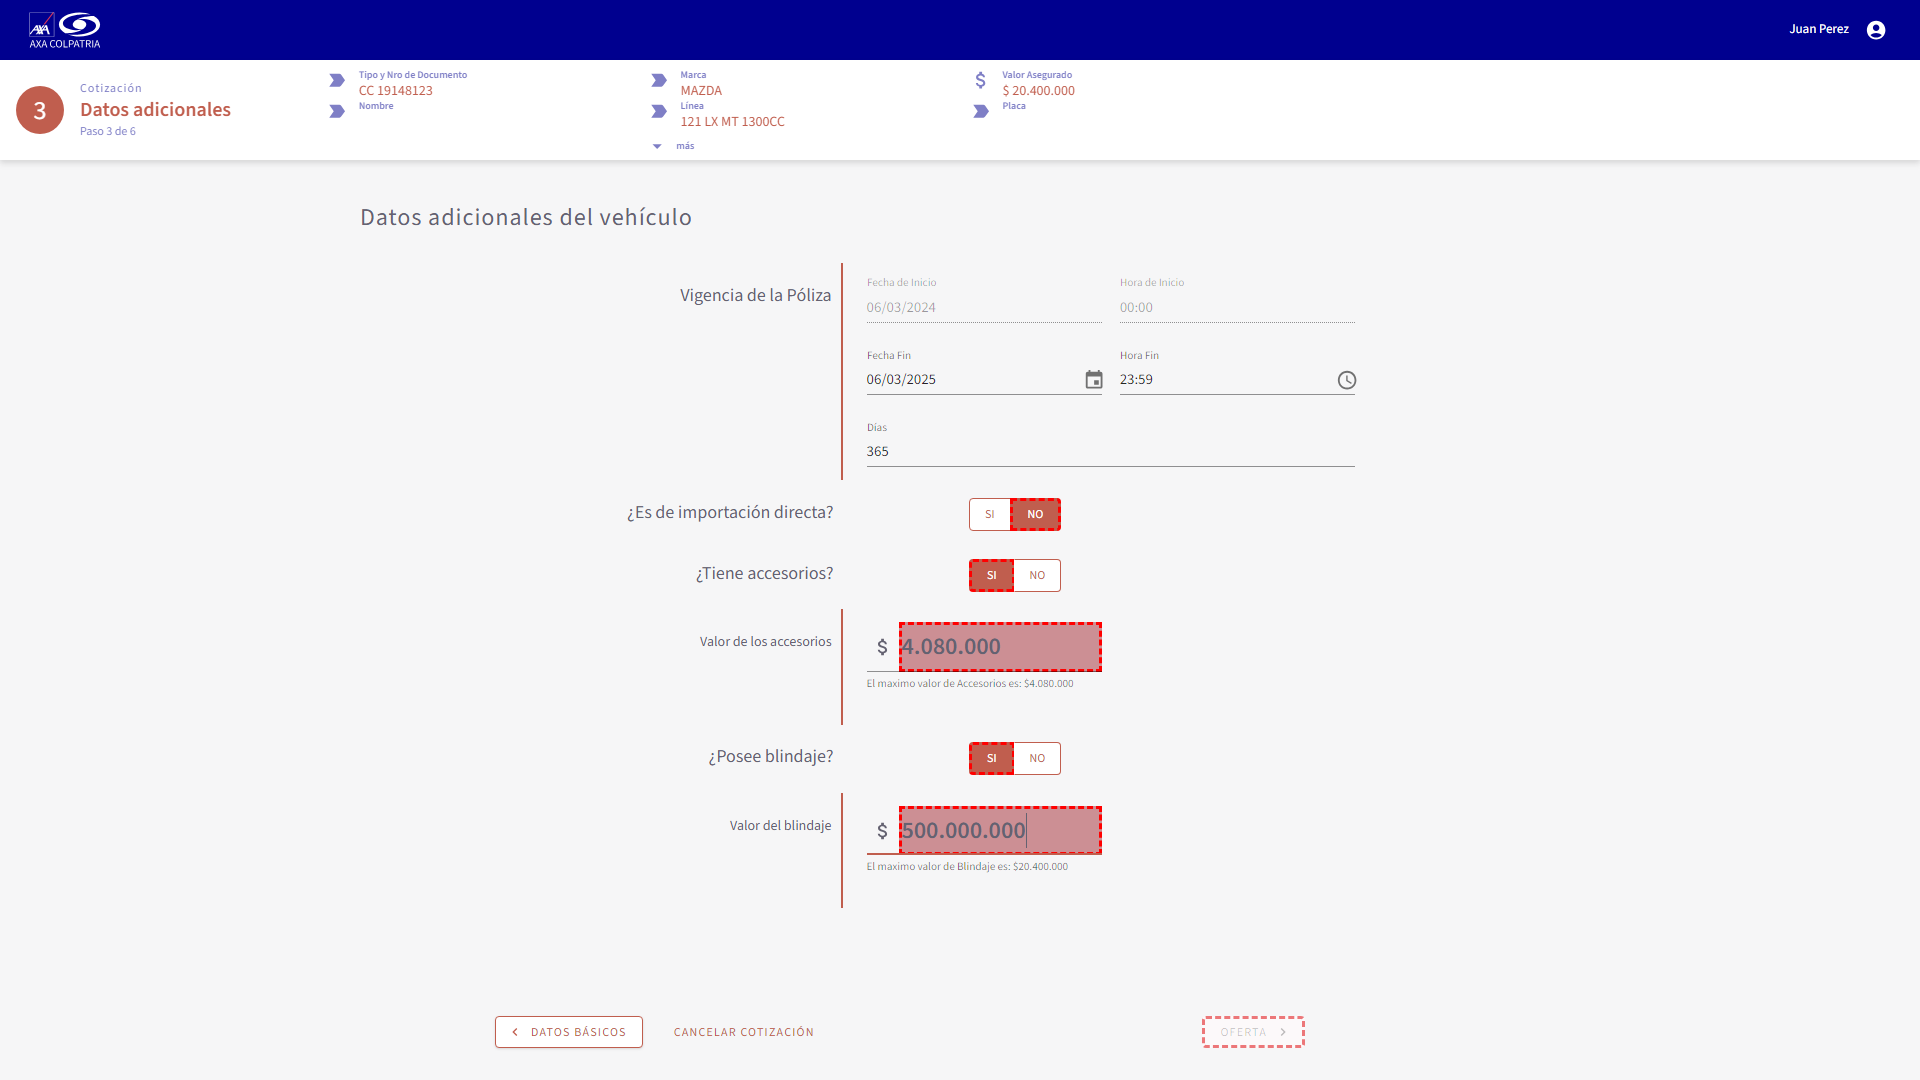 AXA
AXA COLPATRIA
Juan Perez
3
Cotización
Datos adicionales
Paso 3 de 6
Tipo y Nro de Documento
CC 19148123
Nombre
Marca
MAZDA
Línea
121 LX MT 1300CC
más
Valor Asegurado
$ 20.400.000
Placa
Datos adicionales del vehículo
Vigencia de la Póliza
Fecha de Inicio
06/03/2024
Hora de Inicio
00:00
Fecha Fin
06/03/2025
Hora Fin
23:59
Días
365
¿Es de importación directa?
SI NO
¿Tiene accesorios?
SI NO
Valor de los accesorios
$ 4.080.000
El maximo valor de Accesorios es: $4.080.000
¿Posee blindaje?
SI NO
Valor del blindaje
$ 500.000.000
El maximo valor de Blindaje es: $20.400.000
DATOS BÁSICOS
CANCELAR COTIZACIÓN
OFERTA